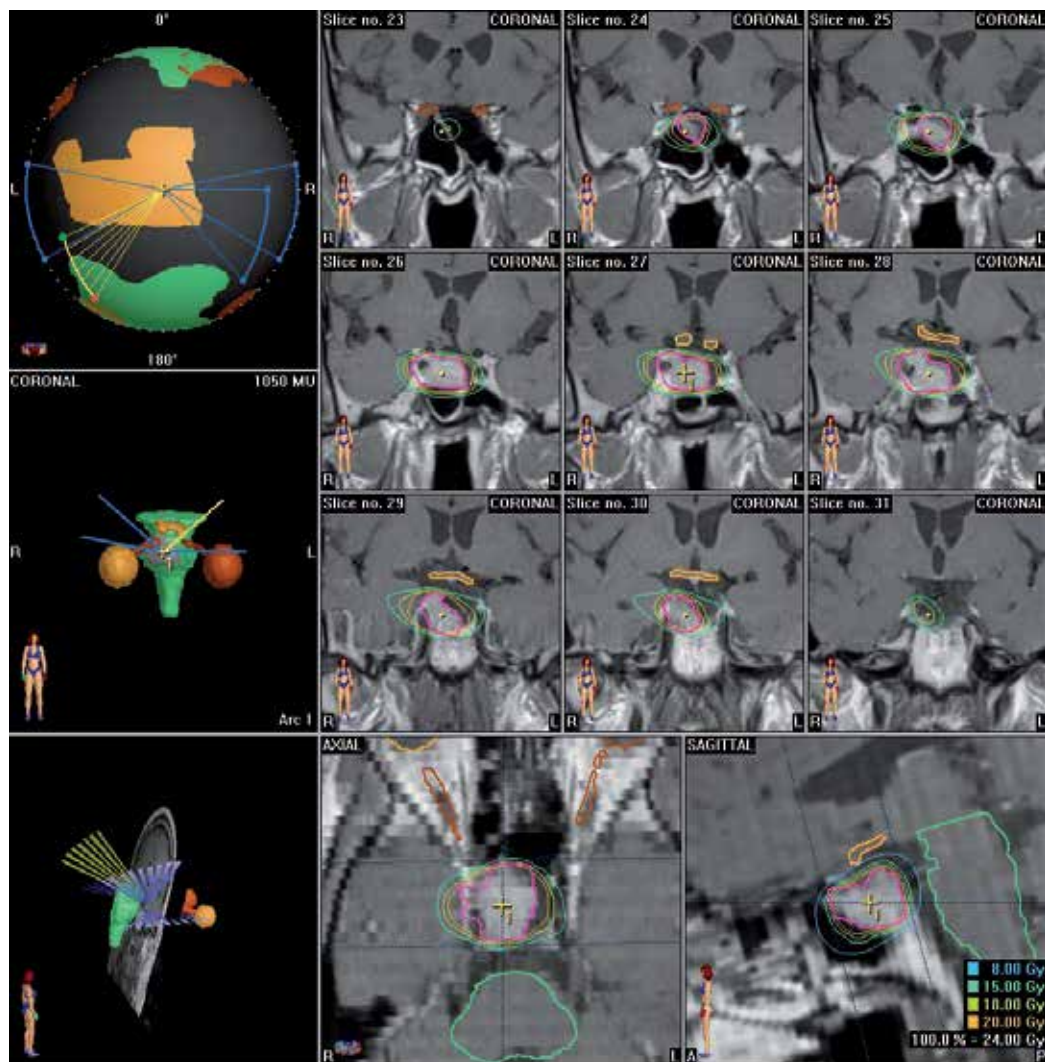 0°
L
R
180°
CORONAL
1050 MU
R
L
Arc 1
Slice no. 23
CORONAL
R
L
Slice no. 24
CORONAL
R
L
Slice no. 25
CORONAL
R
L
Slice no. 26
CORONAL
R
L
Slice no. 27
CORONAL
R
L
Slice no. 28
CORONAL
R
L
Slice no. 29
CORONAL
R
L
Slice no. 30
CORONAL
R
L
Slice no. 31
CORONAL
R
L
AXIAL
R
L
SAGITTAL
8.00 Gy
15.00 Gy
18.00 Gy
20.00 Gy
100.0 % = 24.00 Gy
A
P